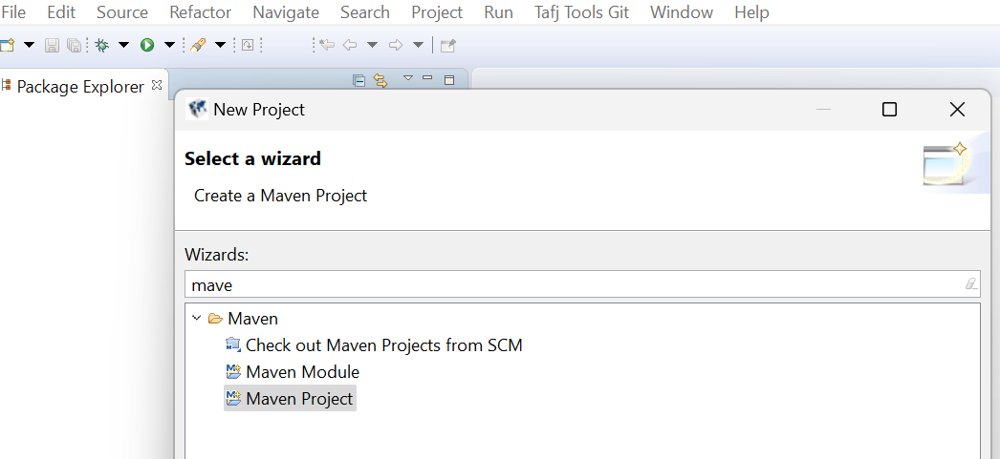 File Edit Source Refactor Navigate Search Project Run Tafj Tools Git Window Help
Package Explorer
New Project
Select a wizard
Create a Maven Project
Wizards:
mave
Maven
Check out Maven Projects from SCM
Maven Module
Maven Project